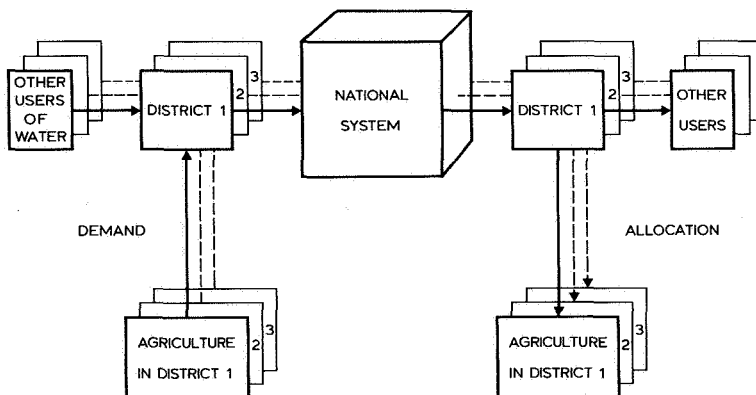 OTHER
USERS
OF
WATER
DISTRICT 1
2
3
NATIONAL
SYSTEM
DISTRICT 1
2
3
OTHER
USERS
DEMAND
ALLOCATION
AGRICULTURE
IN DISTRICT 1
2
3
AGRICULTURE
IN DISTRICT 1
2
3